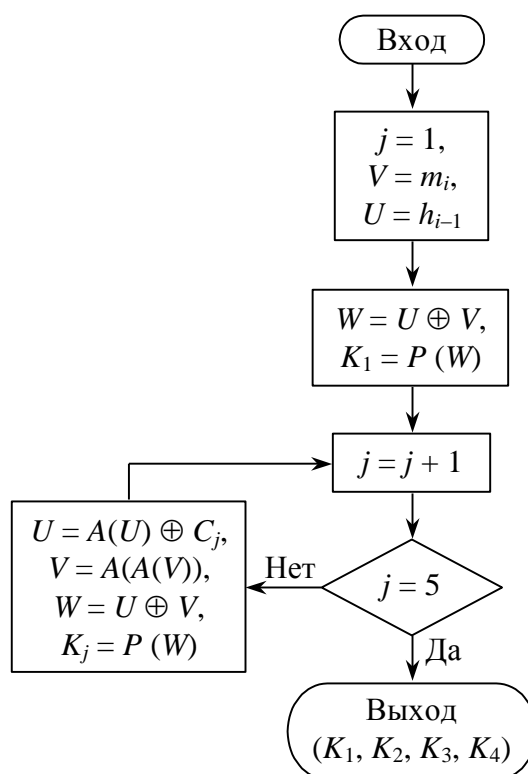 Вход
j = 1,
V = mᵢ,
U = hᵢ₋₁
W = U ⊕ V,
K₁ = P (W)
j = j + 1
U = A(U) ⊕ Cⱼ,
V = A(A(V)),
W = U ⊕ V,
Kⱼ = P (W)
Нет
j = 5
Да
Выход
(K₁, K₂, K₃, K₄)